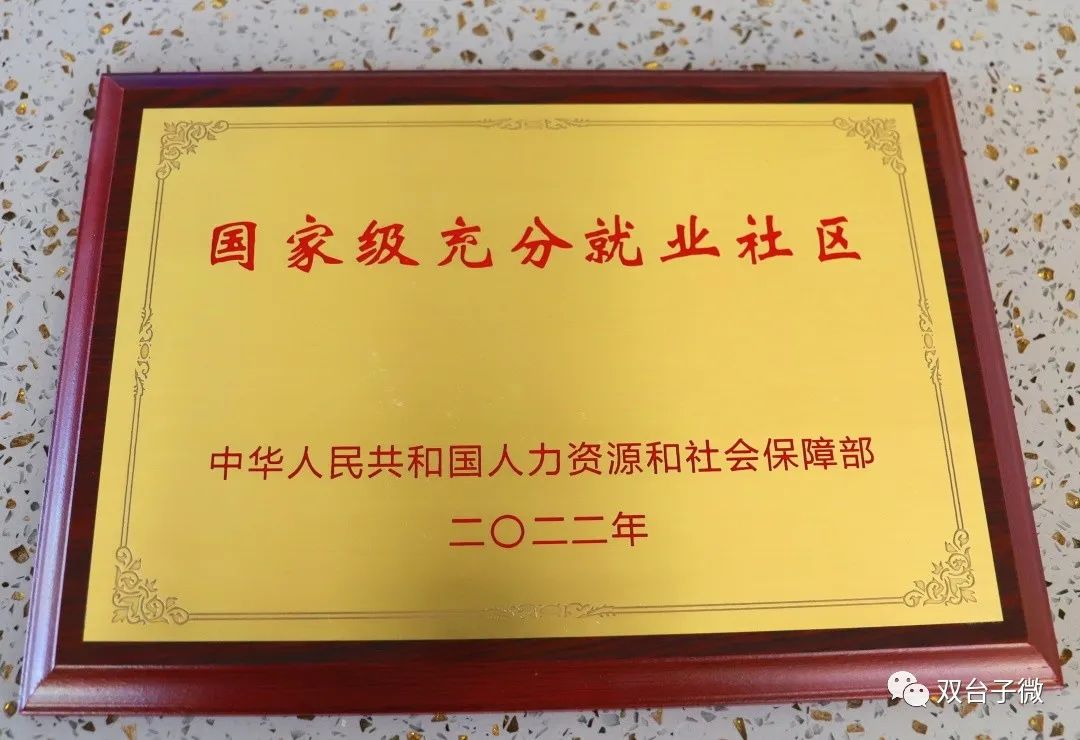 国家级充分就业社区
中华人民共和国人力资源和社会保障部
二〇二二年
双台子微